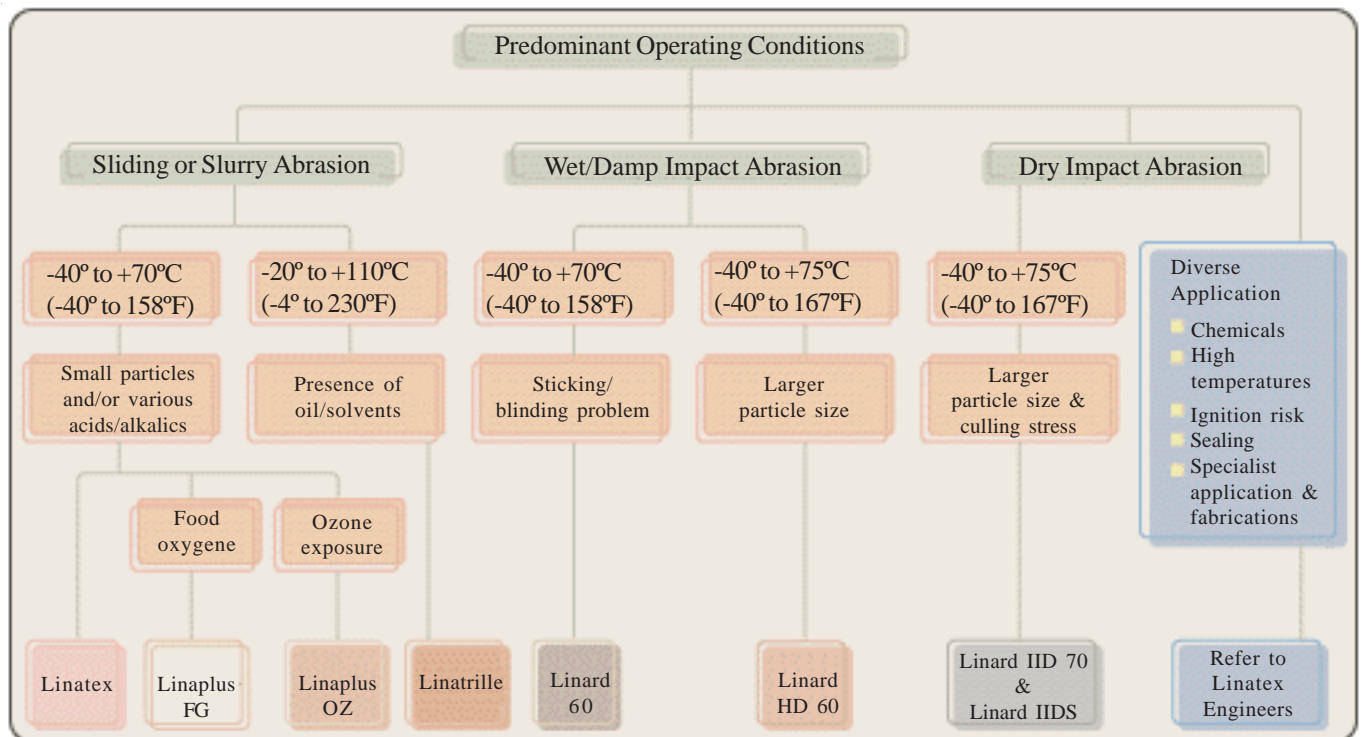 Predominant Operating Conditions
Sliding or Slurry Abrasion
Wet/Damp Impact Abrasion
Dry Impact Abrasion
-40º to +70ºC
(-40º to 158ºF)
-20º to +110ºC
(-4º to 230ºF)
-40º to +70ºC
(-40º to 158ºF)
-40º to +75ºC
(-40º to 167ºF)
-40º to +75ºC
(-40º to 167ºF)
Diverse
Application
Chemicals
High
temperatures
Ignition risk
Sealing
Specialist
application &
fabrications
Small particles
and/or various
acids/alkalics
Presence of
oil/solvents
Sticking/
blinding problem
Larger
particle size
Larger
particle size &
culling stress
Food
oxygene
Ozone
exposure
Linatex
Linaplus
FG
Linaplus
OZ
Linatrille
Linard
60
Linard
HD 60
Linard IID 70
&
Linard IIDS
Refer to
Linatex
Engineers